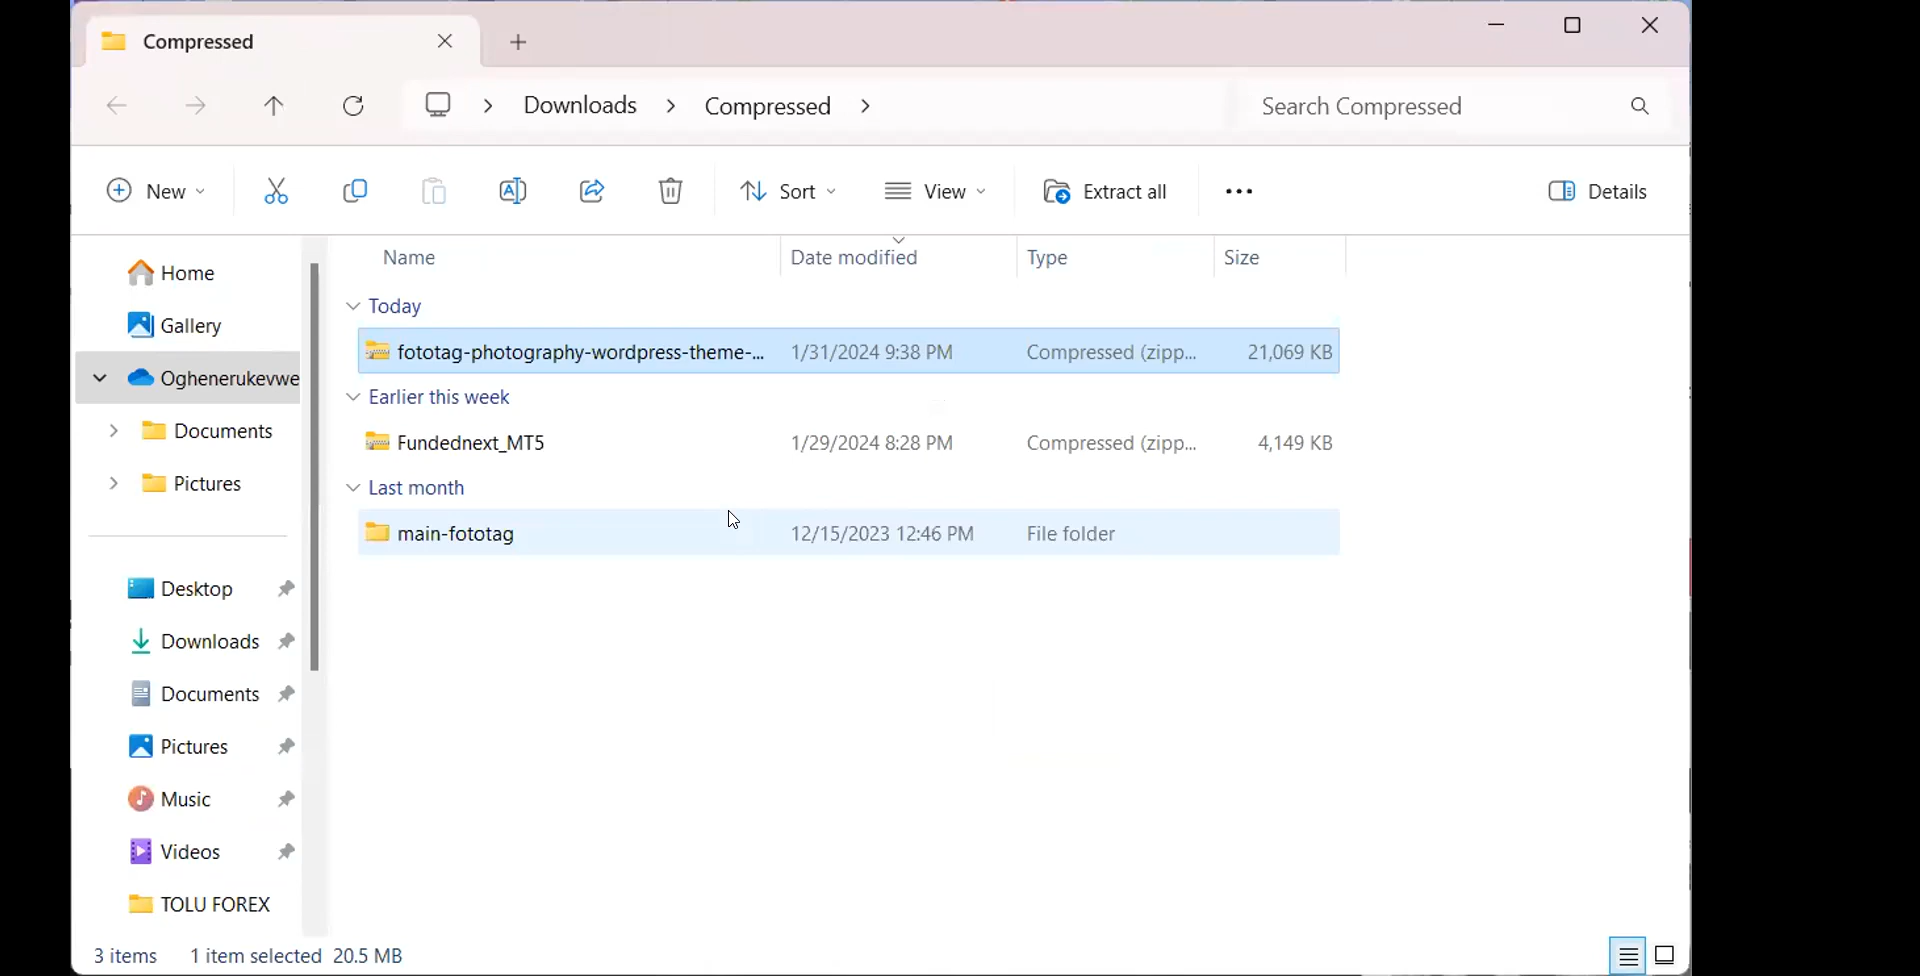 Compressed
Downloads
Compressed
Search Compressed
New
Sort
View
Extract all
Details
Home
Gallery
Oghenerukevwe
Documents
Pictures
Desktop
Downloads
Documents
Pictures
Music
Videos
TOLU FOREX
Name Date modified Type Size
Today
fototag-photography-wordpress-theme-... 1/31/2024 9:38 PM Compressed (zipp... 21,069 KB
Earlier this week
Fundednext_MT5 1/29/2024 8:28 PM Compressed (zipp... 4,149 KB
Last month
main-fototag 12/15/2023 12:46 PM File folder
3 items 1 item selected 20.5 MB